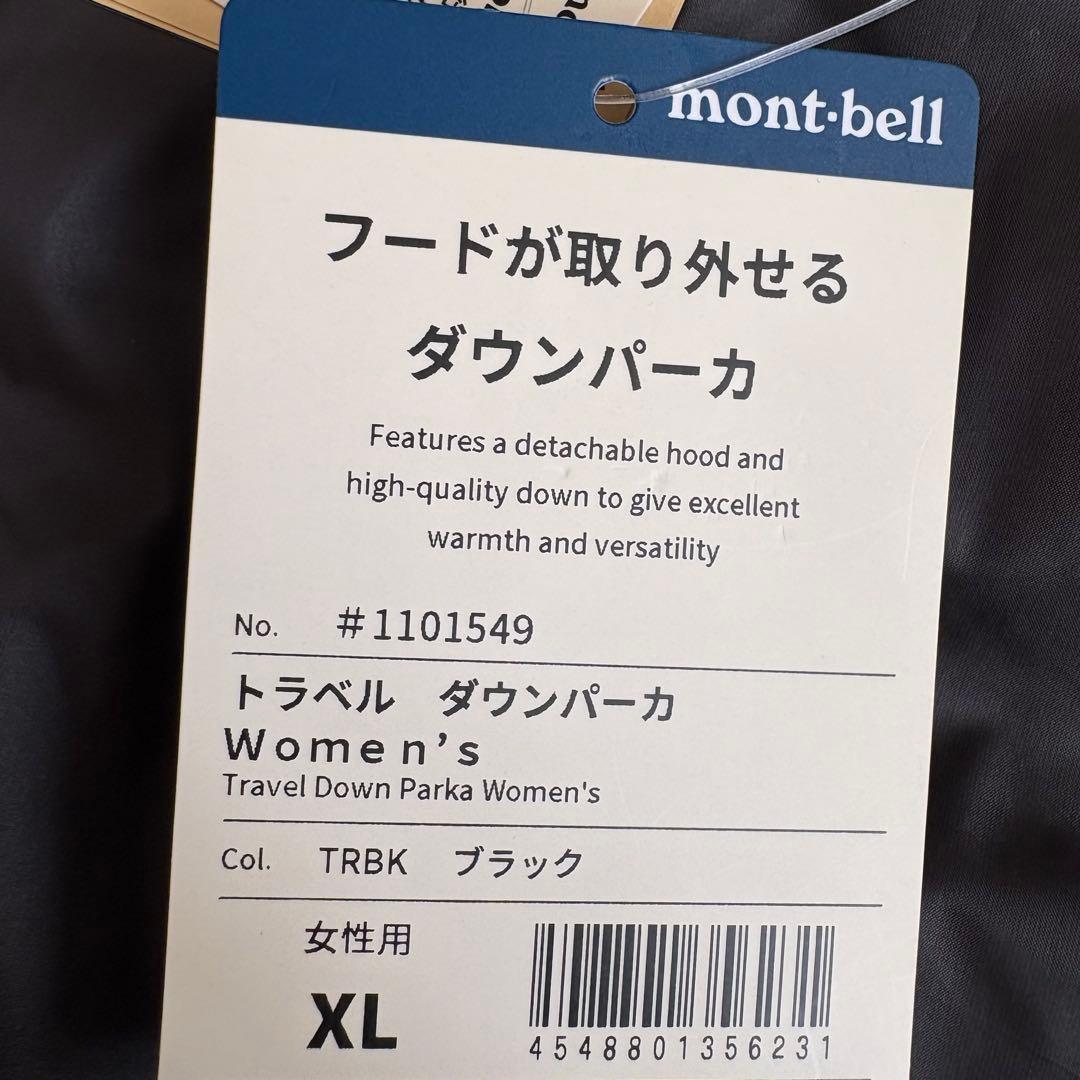 mont·bell
フードが取り外せる
ダウンパーカ
Features a detachable hood and
high-quality down to give excellent
warmth and versatility
No. #1101549
トラベル ダウンパーカ
Women's
Travel Down Parka Women's
Col. TRBK ブラック
女性用
XL
4548801356231